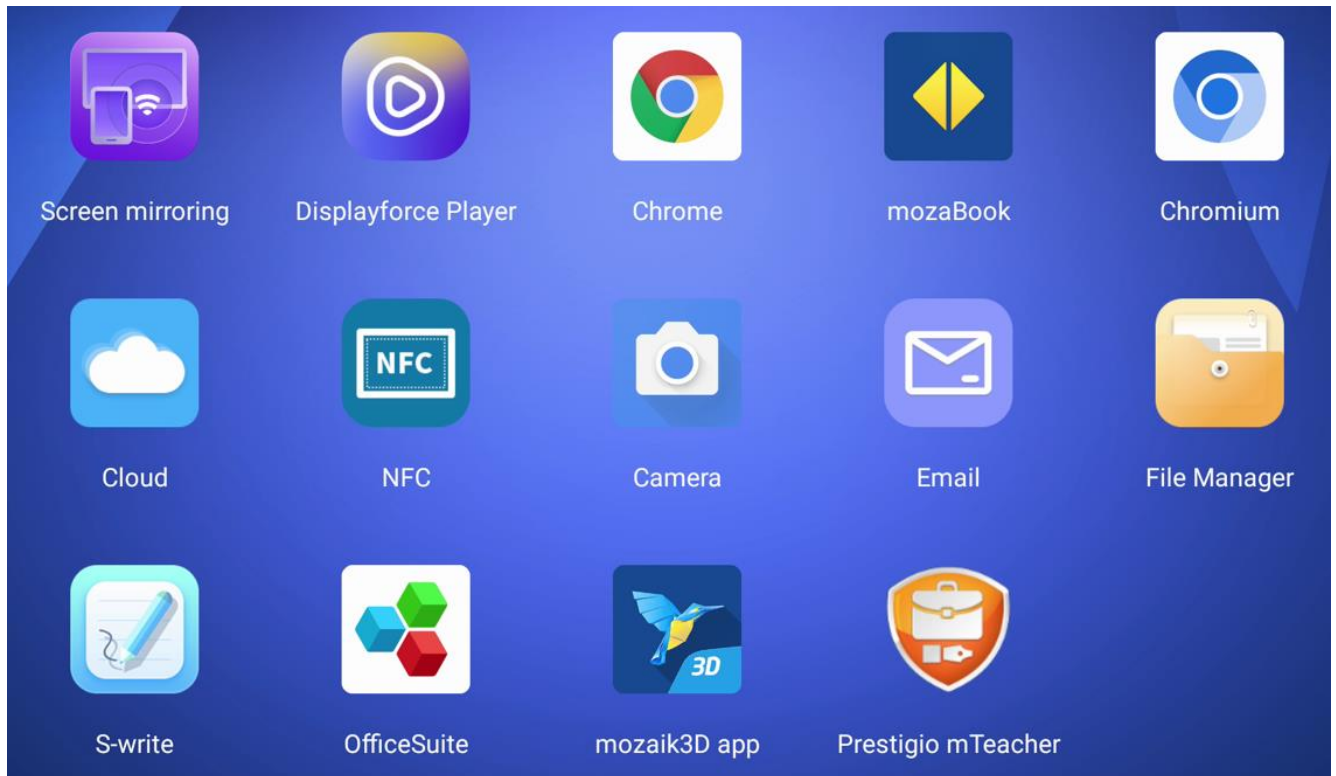 Screen mirroring
Displayforce Player
Chrome
mozaBook
Chromium
NFC
Cloud
NFC
Camera
Email
File Manager
3D
S-write
OfficeSuite
mozaik3D app
Prestigio mTeacher